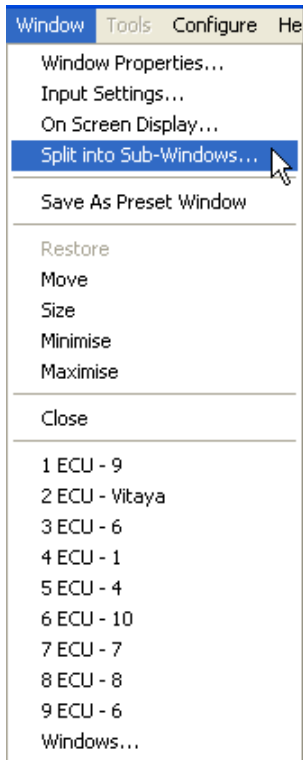 Window Tools Configure He
Window Properties...
Input Settings...
On Screen Display...
Split into Sub-Windows...
Save As Preset Window
Restore
Move
Size
Minimise
Maximise
Close
1 ECU - 9
2 ECU - Vitaya
3 ECU - 6
4 ECU - 1
5 ECU - 4
6 ECU - 10
7 ECU - 7
8 ECU - 8
9 ECU - 6
Windows...